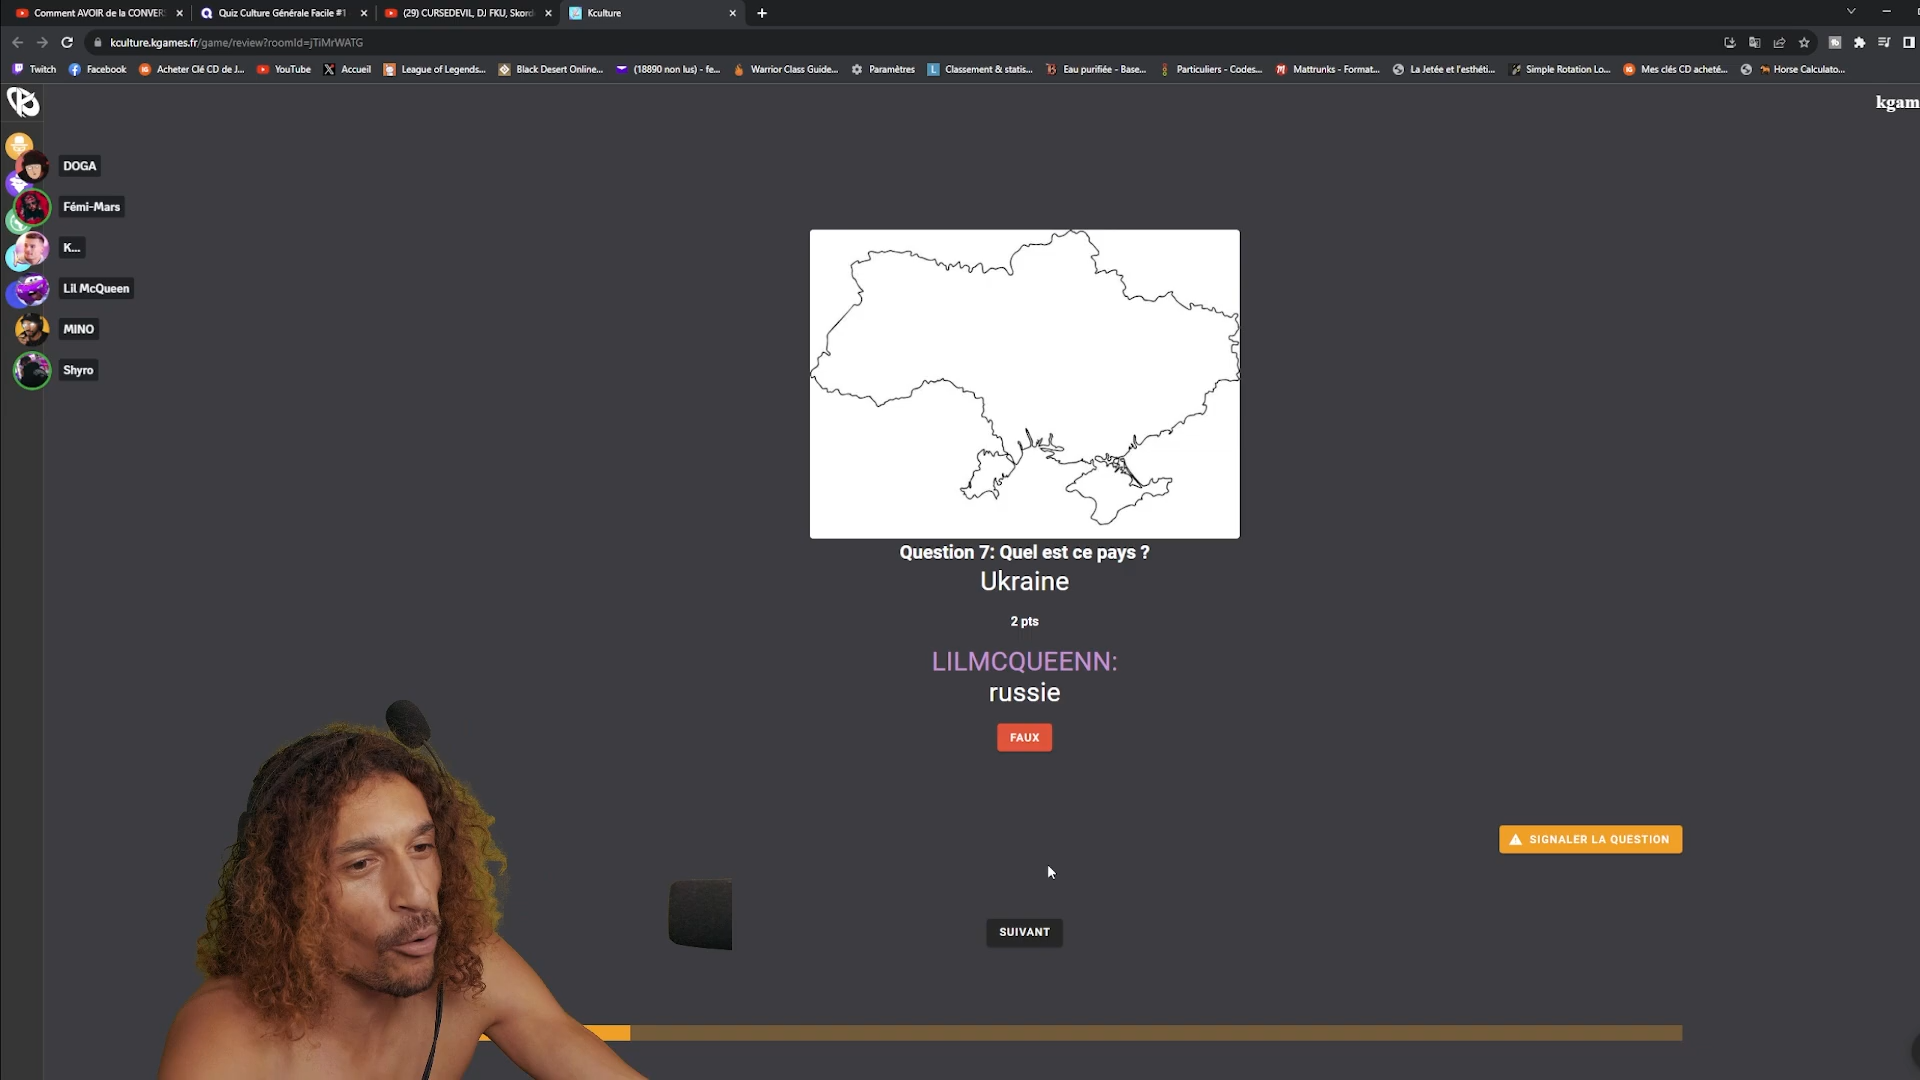 Comment AVOIR de la CONVER
Quiz Culture Générale Facile #1
(29) CURSEDEVIL, DJ FKU, Skord
Kculture
kculture.kgames.fr/game/review?roomId=jTiMrWATG
Twitch
Facebook
Acheter Clé CD de J...
YouTube
Accueil
League of Legends...
Black Desert Online...
(18890 non lus) - fe...
Warrior Class Guide...
Paramètres
Classement & statis...
Eau purifiée - Base...
Particuliers - Codes...
Mattrunks - Format...
La Jetée et l'esthéti...
Simple Rotation Lo...
Mes clés CD acheté...
Horse Calculato...
kgam
DOGA
Fémi-Mars
K...
Lil McQueen
MINO
Shyro
Question 7: Quel est ce pays ?
Ukraine
2 pts
LILMCQUEENN:
russie
FAUX
SIGNALER LA QUESTION
SUIVANT